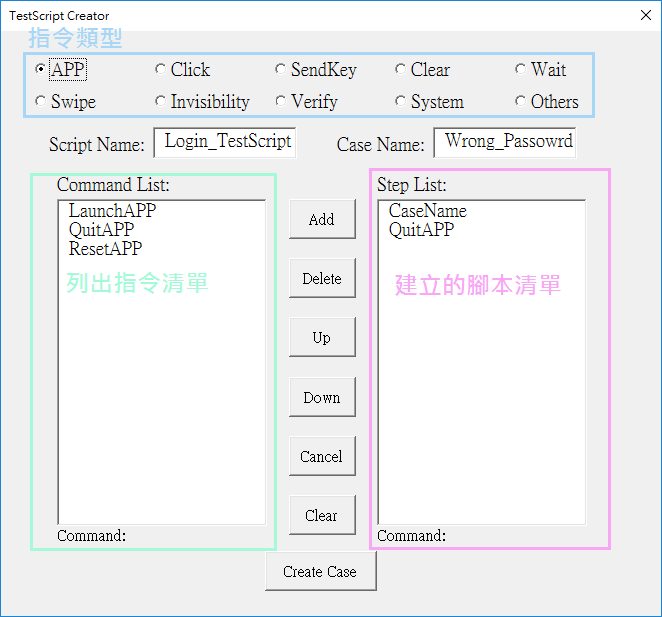 TestScript Creator
指令類型
APP Click SendKey Clear Wait
Swipe Invisibility Verify System Others
Script Name: Login_TestScript Case Name: Wrong_Passowrd
Command List:
LaunchAPP
QuitAPP
ResetAPP
列出指令清單
Command:
Add
Delete
Up
Down
Cancel
Clear
Step List:
CaseName
QuitAPP
建立的腳本清單
Command:
Create Case